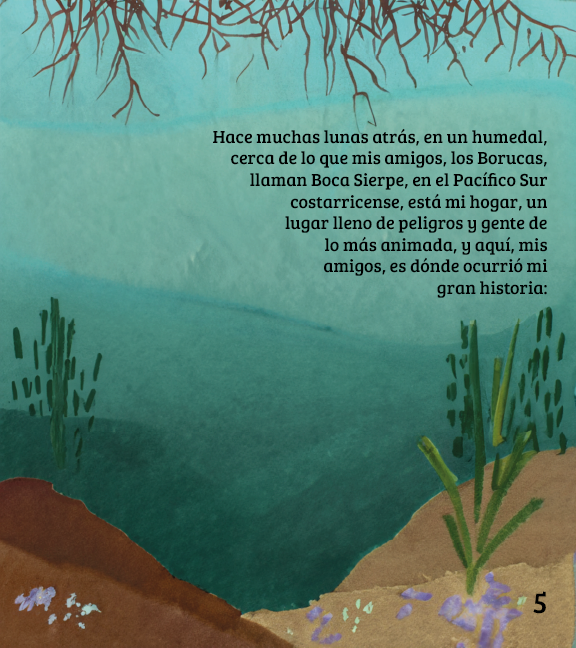 Hace muchas lunas atrás, en un humedal,
cerca de lo que mis amigos, los Borucas,
llaman Boca Sierpe, en el Pacífico Sur
costarricense, está mi hogar, un
lugar lleno de peligros y gente de
lo más animada, y aquí, mis
amigos, es dónde ocurrió mi
gran historia:
5